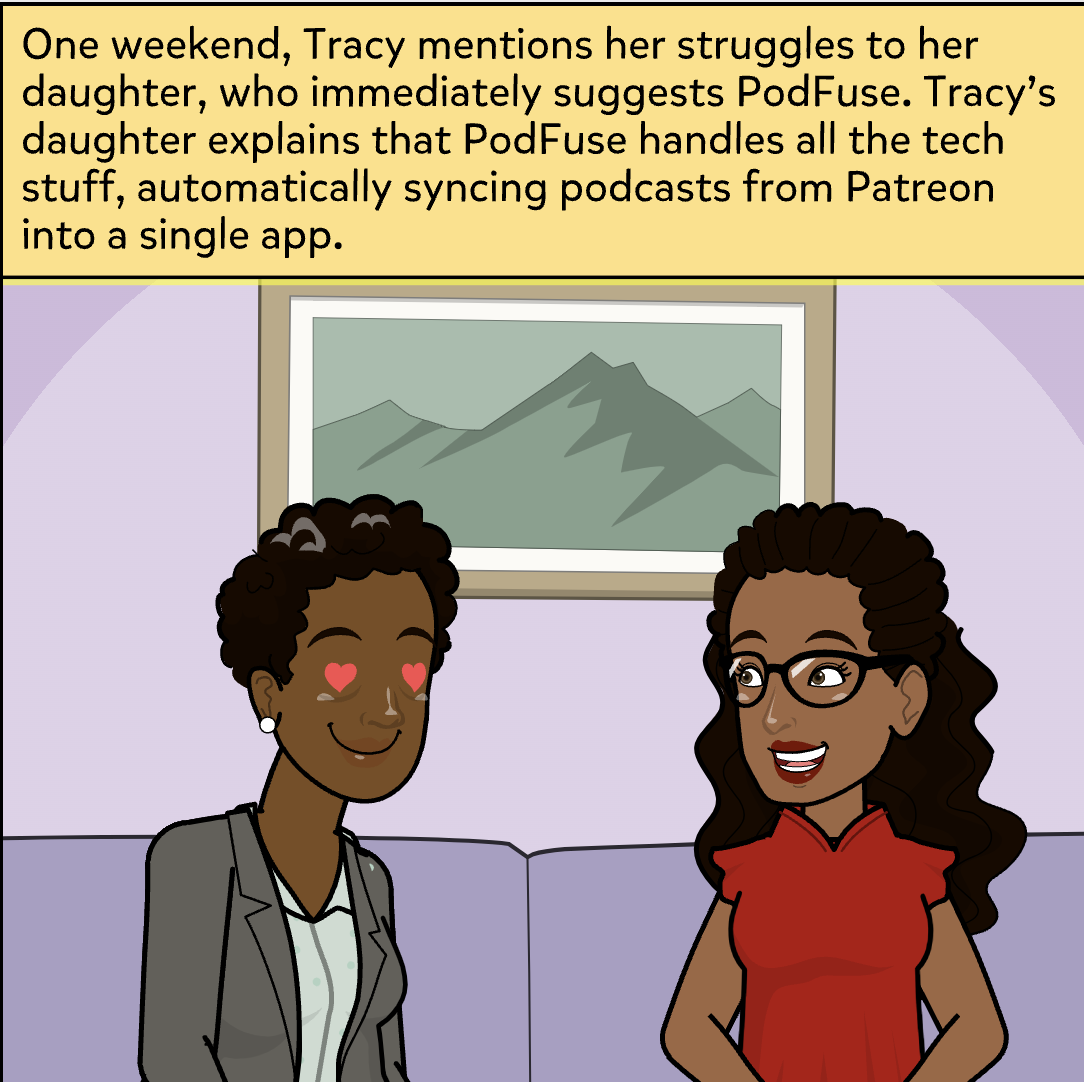 One weekend, Tracy mentions her struggles to her
daughter, who immediately suggests PodFuse. Tracy’s
daughter explains that PodFuse handles all the tech
stuff, automatically syncing podcasts from Patreon
into a single app.